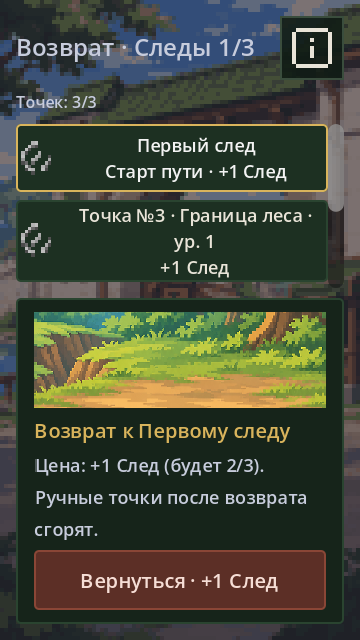 Возврат · Следы 1/3
i
Точек: 3/3
Первый след
Старт пути · +1 След
Точка №3 · Граница леса ·
ур. 1
+1 След
Возврат к Первому следу
Цена: +1 След (будет 2/3).
Ручные точки после возврата
сгорят.
Вернуться · +1 След